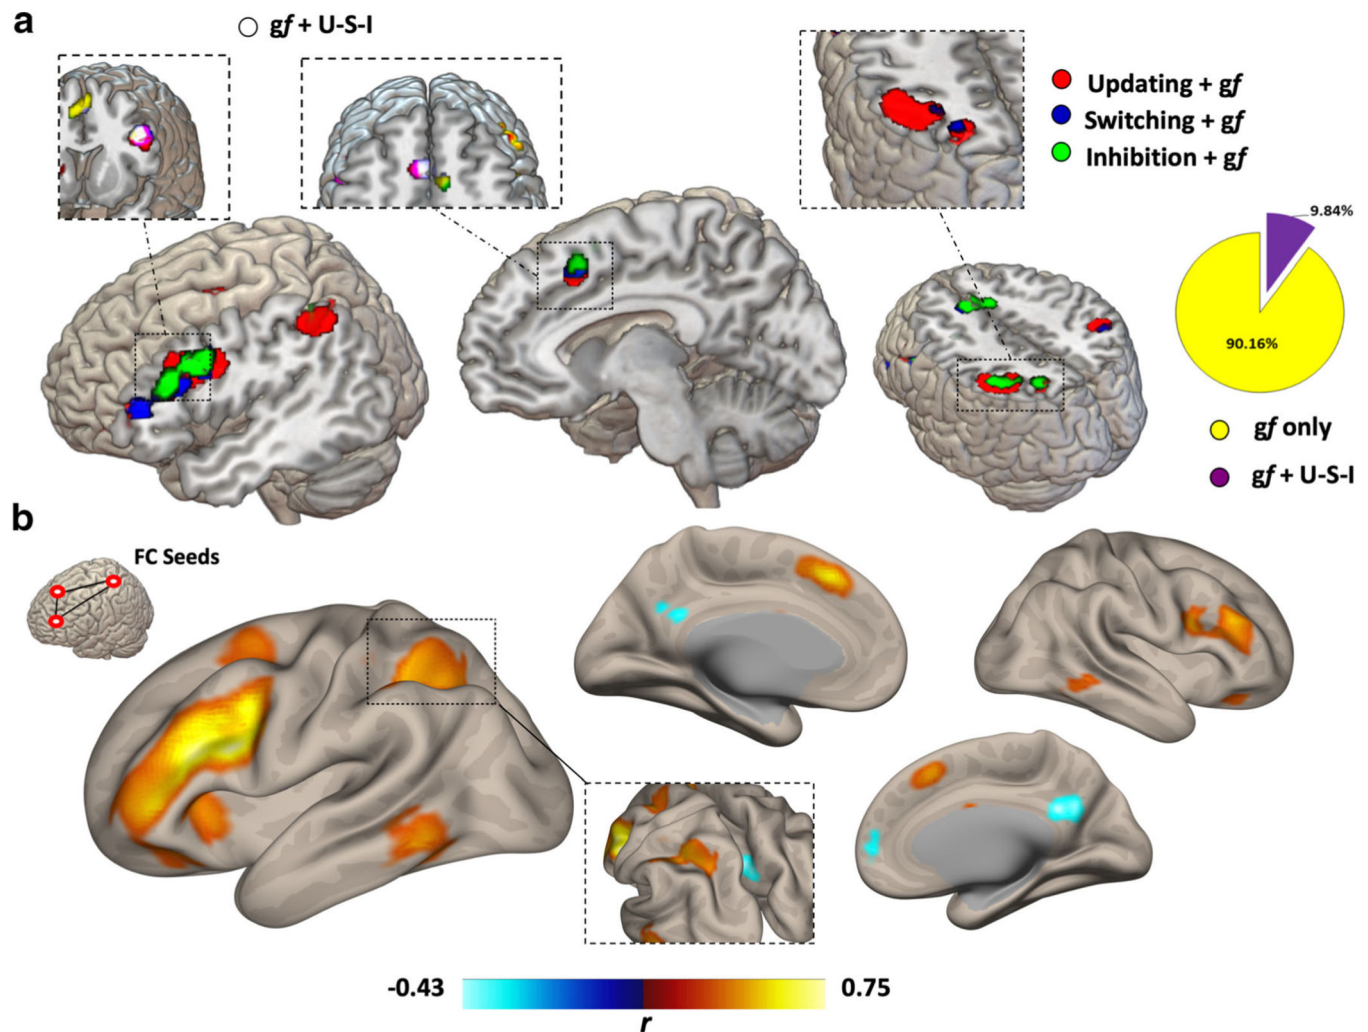 a
gf + U-S-I
Updating + gf
Switching + gf
Inhibition + gf
9.84%
90.16%
gf only
gf + U-S-I
b
FC Seeds
-0.43
0.75
r